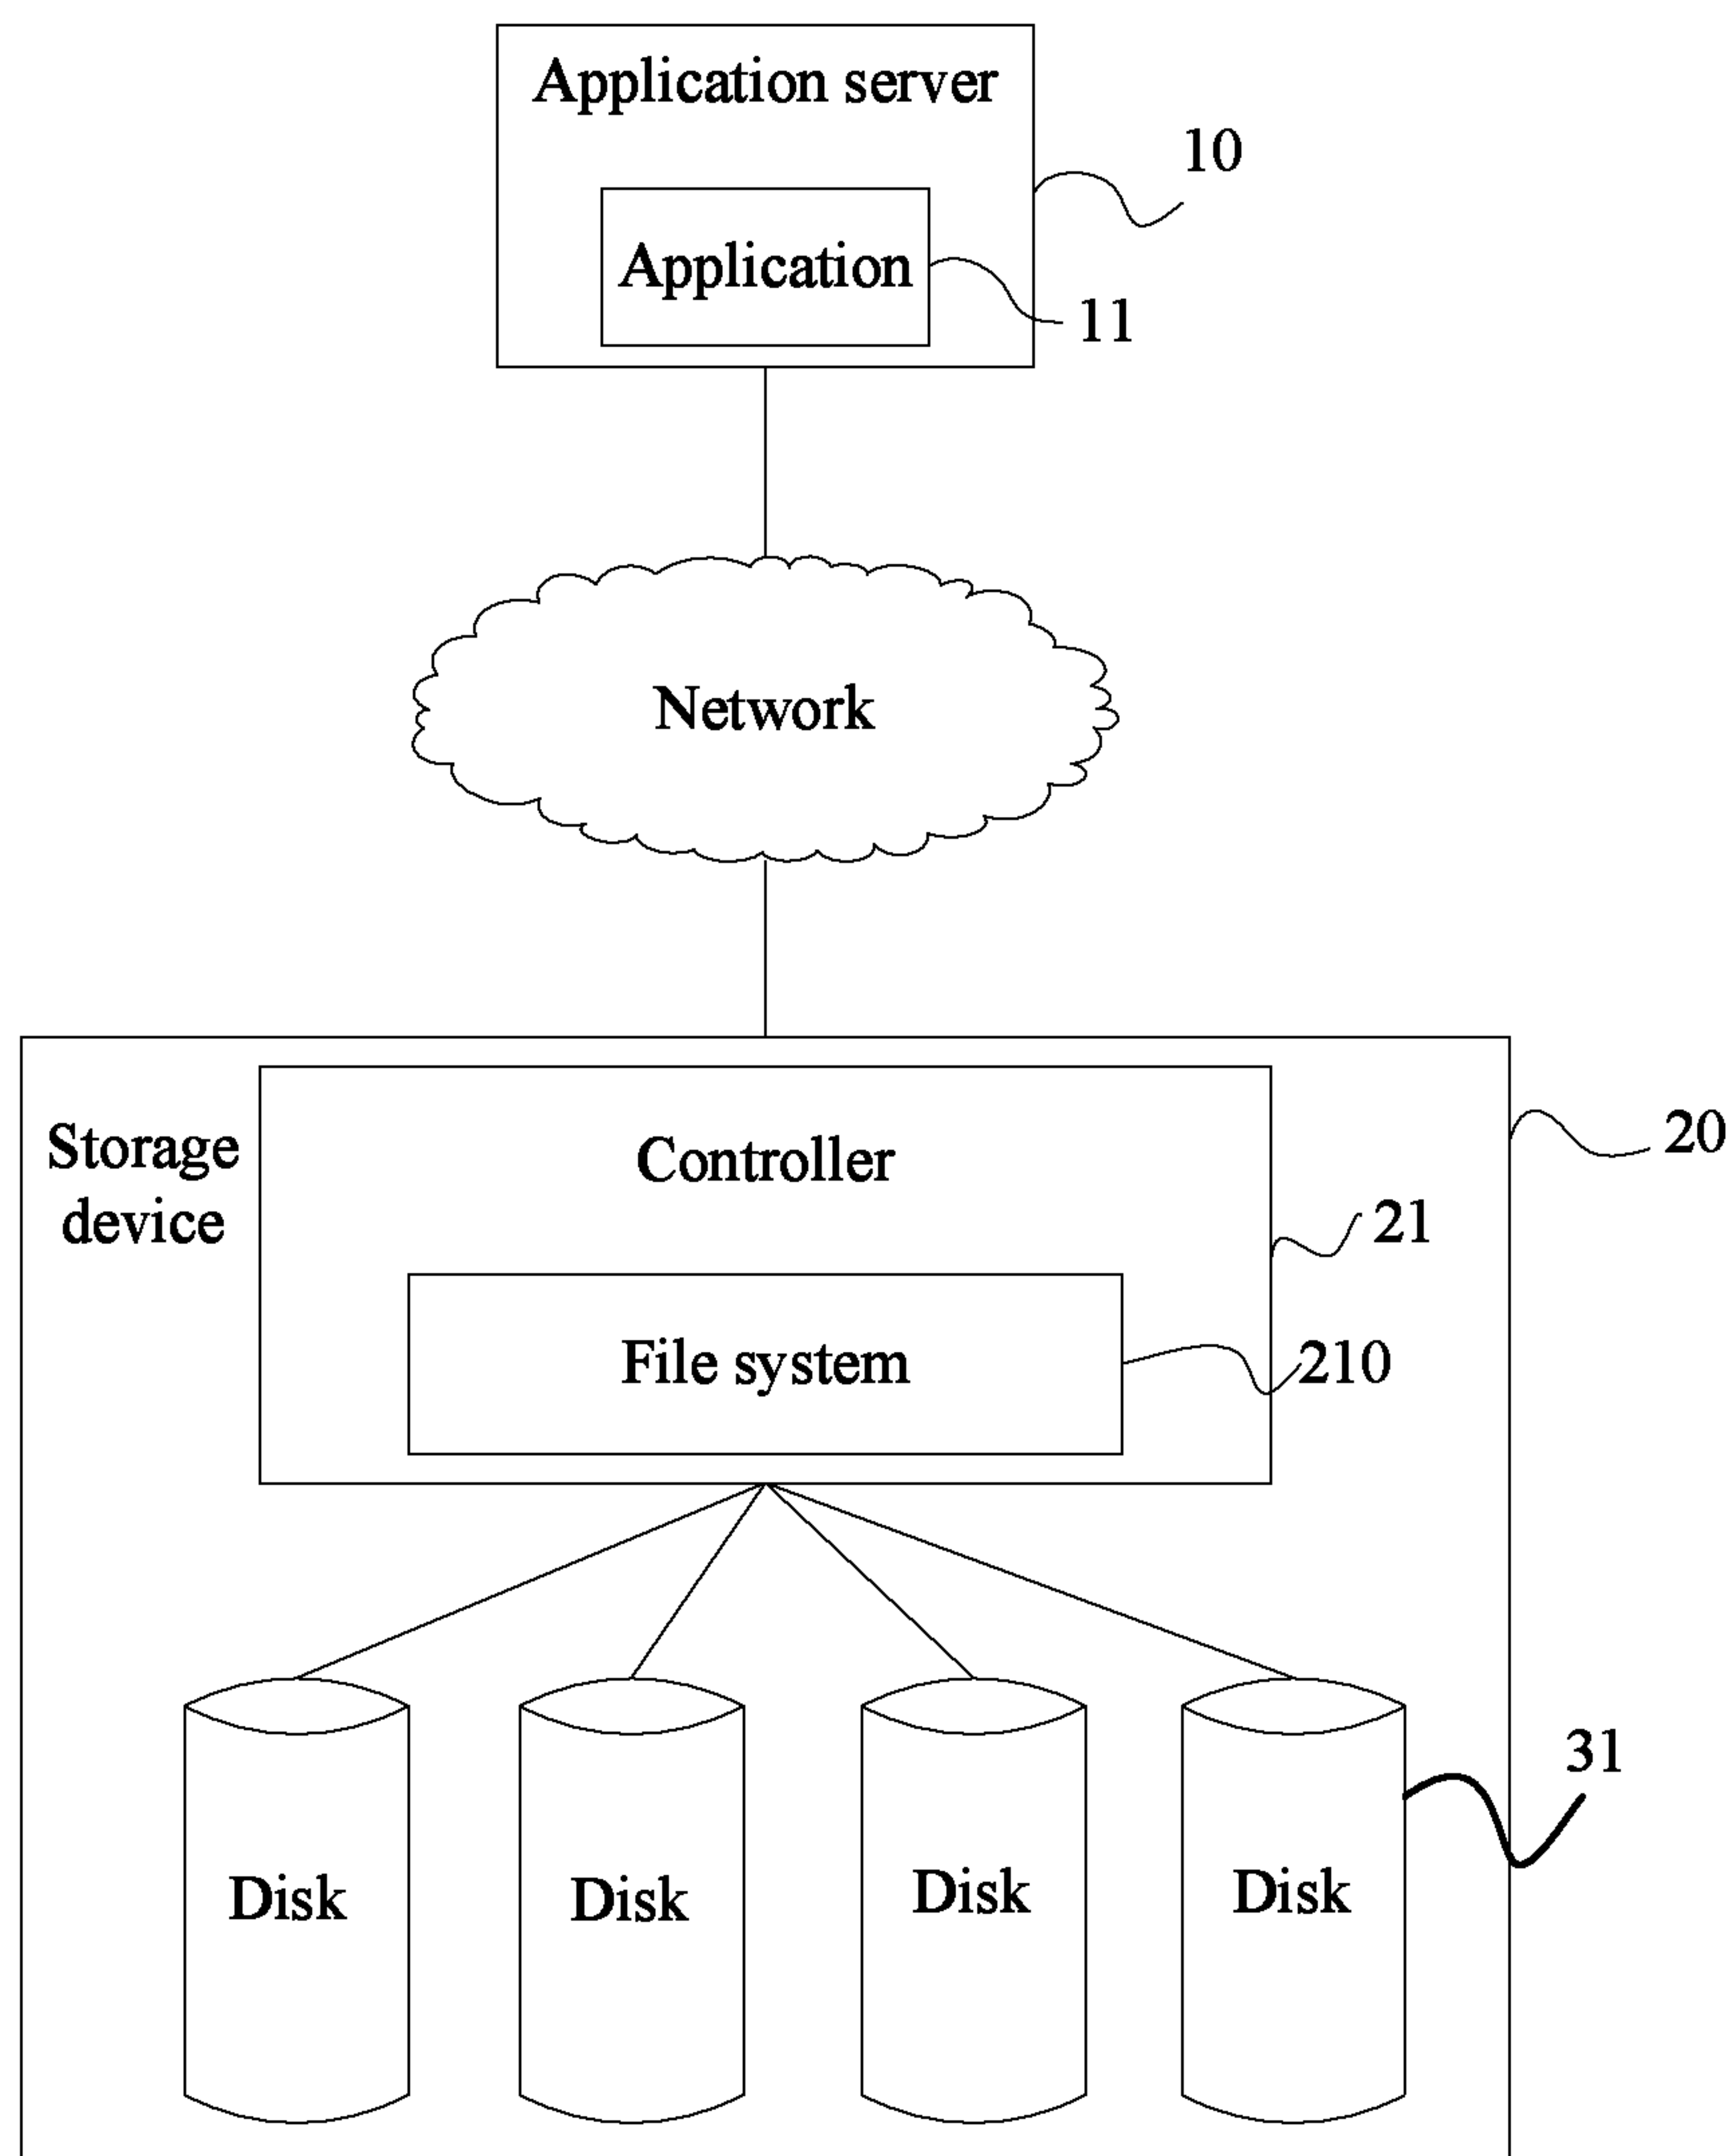 Application server
10
Application
11
Network
Storage
device
Controller
20
21
File system
210
31
Disk
Disk
Disk
Disk